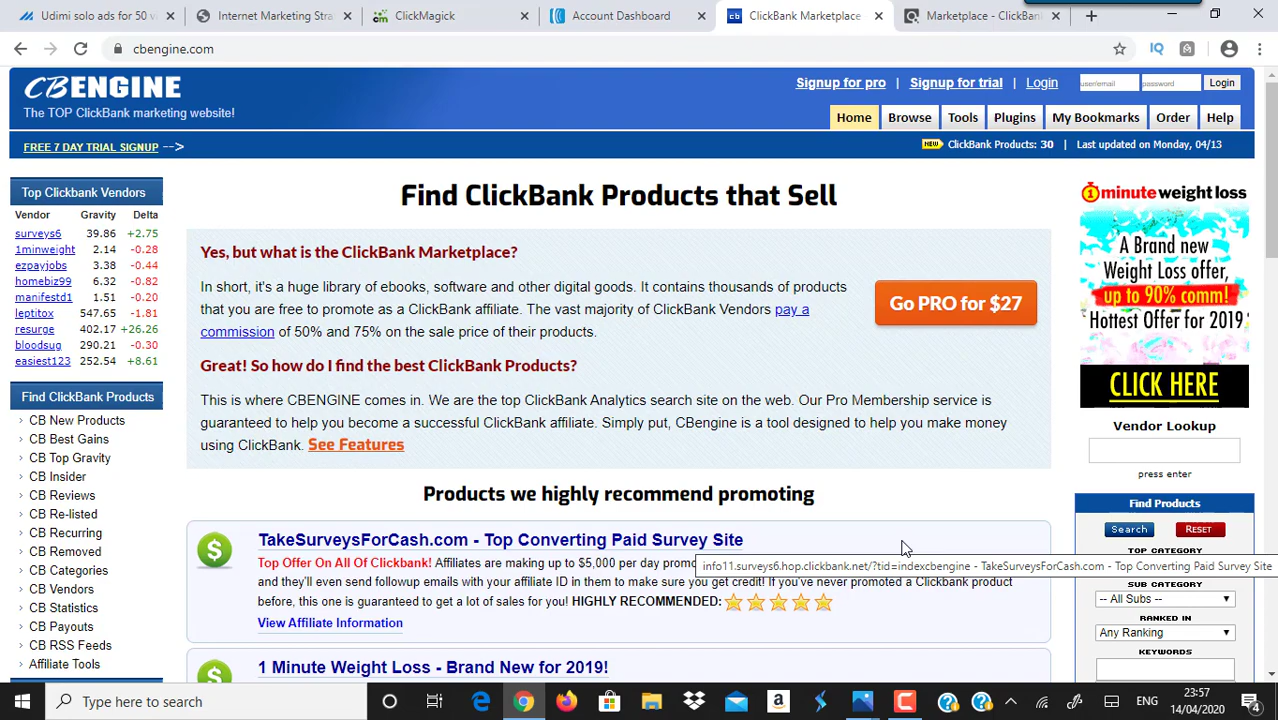 Udimi solo ads for 50 v
Internet Marketing Stra
ClickMagick
Account Dashboard
ClickBank Marketplace
Marketplace - ClickBan
cbengine.com
CBENGINE
The TOP ClickBank marketing website!
Signup for pro | Signup for trial | Login
user/email
password
Login
Home
Browse
Tools
Plugins
My Bookmarks
Order
Help
FREE 7 DAY TRIAL SIGNUP -->
NEW ClickBank Products: 30 | Last updated on Monday, 04/13
Top Clickbank Vendors
Vendor Gravity Delta
surveys6 39.86 +2.75
1minweight 2.14 -0.28
ezpayjobs 3.38 -0.44
homebiz99 6.32 -0.82
manifestd1 1.51 -0.20
leptitox 547.65 -1.81
resurge 402.17 +26.26
bloodsug 290.21 -0.30
easiest123 252.54 +8.61
Find ClickBank Products
CB New Products
CB Best Gains
CB Top Gravity
CB Insider
CB Reviews
CB Re-listed
CB Recurring
CB Removed
CB Categories
CB Vendors
CB Statistics
CB Payouts
CB RSS Feeds
Affiliate Tools
Find ClickBank Products that Sell
Yes, but what is the ClickBank Marketplace?
In short, it's a huge library of ebooks, software and other digital goods. It contains thousands of products
that you are free to promote as a ClickBank affiliate. The vast majority of ClickBank Vendors pay a
commission of 50% and 75% on the sale price of their products.
Go PRO for $27
Great! So how do I find the best ClickBank Products?
This is where CBENGINE comes in. We are the top ClickBank Analytics search site on the web. Our Pro Membership service is
guaranteed to help you become a successful ClickBank affiliate. Simply put, CBengine is a tool designed to help you make money
using ClickBank. See Features
Products we highly recommend promoting
TakeSurveysForCash.com - Top Converting Paid Survey Site
Top Offer On All Of Clickbank! Affiliates are making up to $5,000 per day prom
info11.surveys6.hop.clickbank.net/?tid=indexcbengine - TakeSurveysForCash.com - Top Converting Paid Survey Site
and they'll even send followup emails with your affiliate ID in them to make sure you get credit! If you've never promoted a Clickbank product
before, this one is guaranteed to get a lot of sales for you! HIGHLY RECOMMENDED:
View Affiliate Information
1 Minute Weight Loss - Brand New for 2019!
1 minute weight loss
A Brand new
Weight Loss offer,
up to 90% comm!
Hottest Offer for 2019
CLICK HERE
Vendor Lookup
press enter
Find Products
Search
RESET
TOP CATEGORY
SUB CATEGORY
-- All Subs --
RANKED IN
Any Ranking
KEYWORDS
Type here to search
ENG
23:57
14/04/2020
4